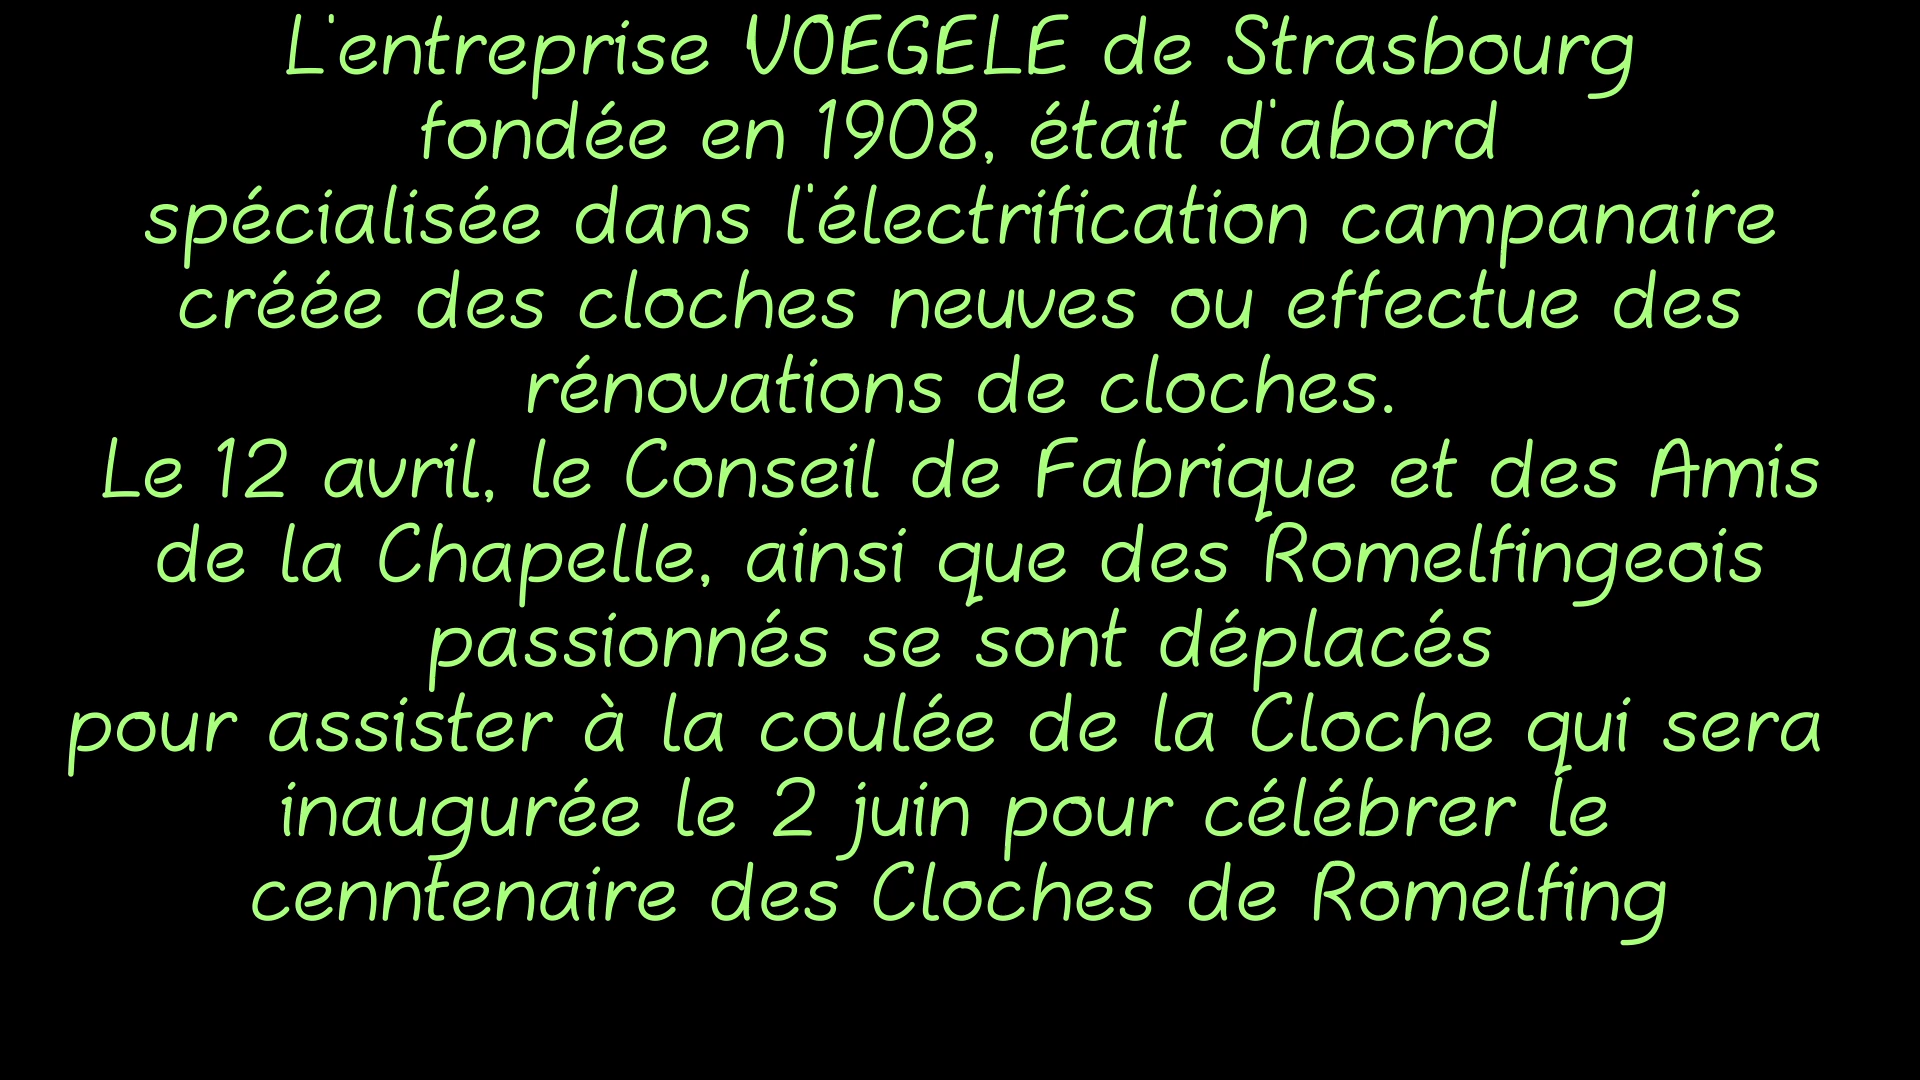 L'entreprise VOEGELE de Strasbourg
fondée en 1908, était d'abord
spécialisée dans l'électrification campanaire
créée des cloches neuves ou effectue des
rénovations de cloches.
Le 12 avril, le Conseil de Fabrique et des Amis
de la Chapelle, ainsi que des Romelfingeois
passionnés se sont déplacés
pour assister à la coulée de la Cloche qui sera
inaugurée le 2 juin pour célébrer le
cenntenaire des Cloches de Romelfing